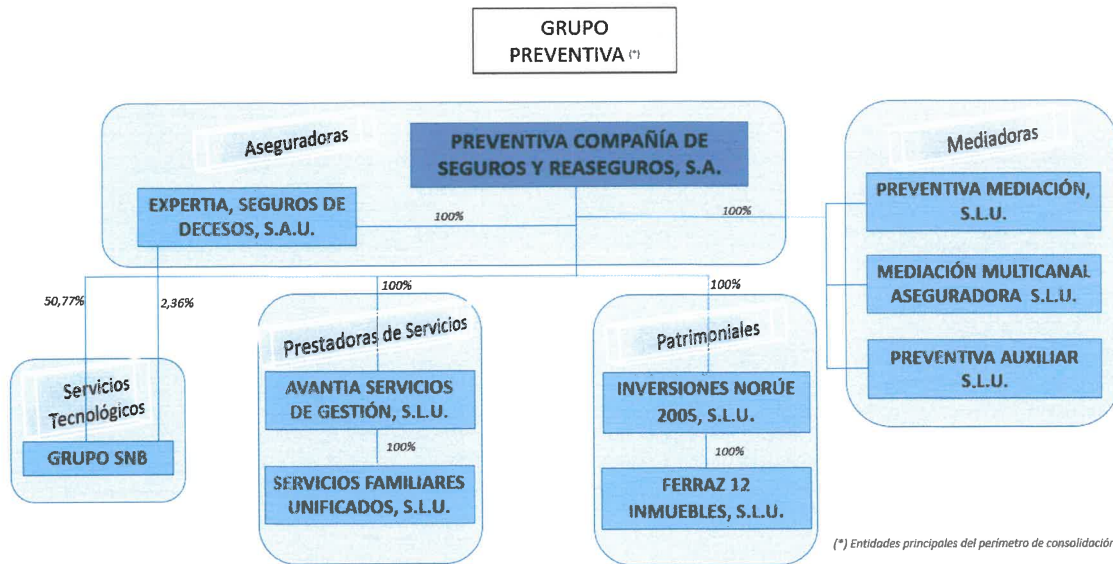 GRUPO
PREVENTIVA (*)
Aseguradoras
PREVENTIVA COMPAÑÍA DE
SEGUROS Y REASEGUROS, S.A.
EXPERTIA, SEGUROS DE
DECESOS, S.A.U.
100%
100%
Mediadoras
PREVENTIVA MEDIACIÓN,
S.L.U.
MEDIACIÓN MULTICANAL
ASEGURADORA S.L.U.
PREVENTIVA AUXILIAR
S.L.U.
50,77%
2,36%
100%
100%
Servicios
Tecnológicos
GRUPO SNB
Prestadoras de Servicios
AVANTIA SERVICIOS
DE GESTIÓN, S.L.U.
100%
SERVICIOS FAMILIARES
UNIFICADOS, S.L.U.
Patrimoniales
INVERSIONES NORÚE
2005, S.L.U.
100%
FERRAZ 12
INMUEBLES, S.L.U.
(*) Entidades principales del perímetro de consolidación